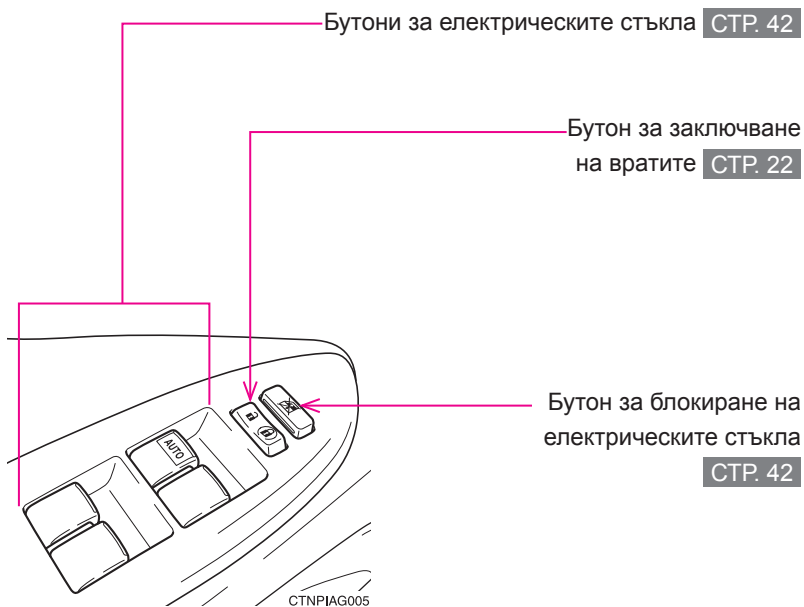 Бутони за електрическите стъкла СТР. 42
Бутон за заключване
на вратите СТР. 22
Бутон за блокиране на
електрическите стъкла
СТР. 42
AUTO
CTNPIAG005